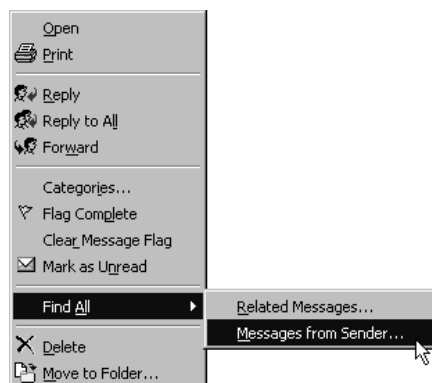 Open
Print
Reply
Reply to All
Forward
Categories...
Flag Complete
Clear Message Flag
Mark as Unread
Find All
Related Messages...
Messages from Sender...
Delete
Move to Folder...